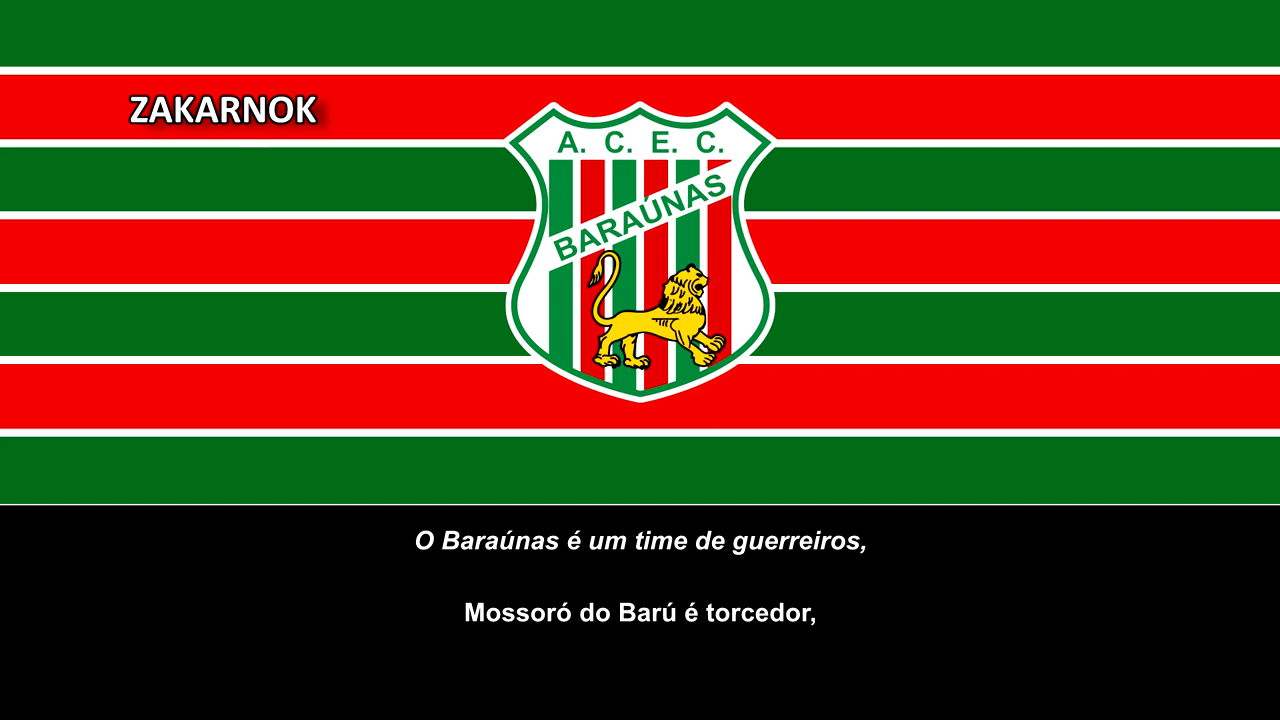 ZAKARNOK
A. C. E. C.
BARAÚNAS
O Baraúnas é um time de guerreiros,
Mossoró do Barú é torcedor,